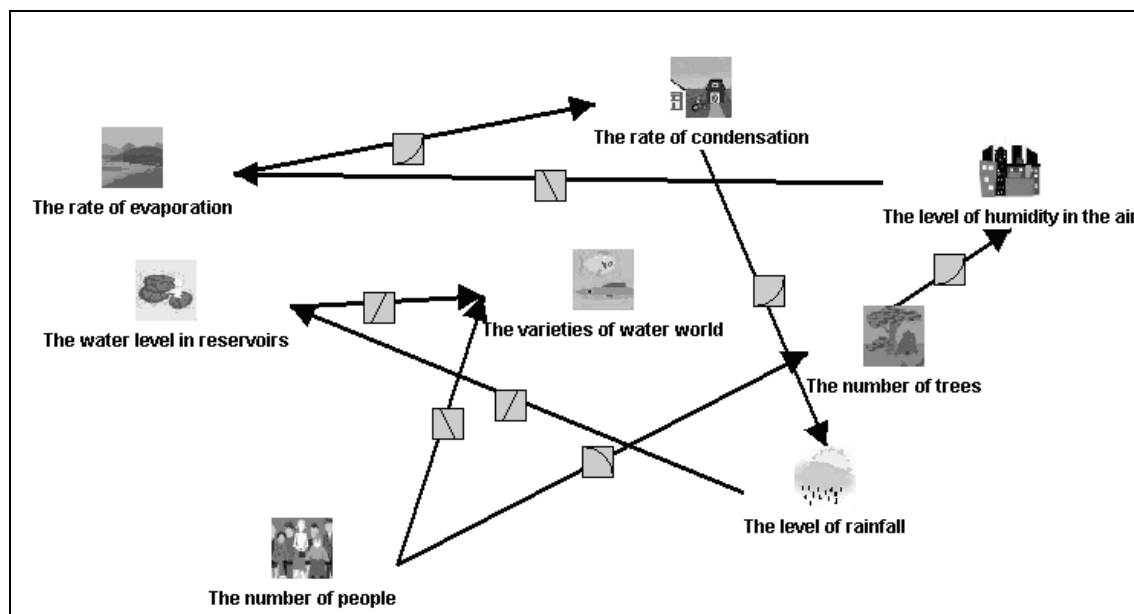 The rate of condensation
The rate of evaporation
The level of humidity in the air
The water level in reservoirs
The varieties of water world
The number of trees
The level of rainfall
The number of people